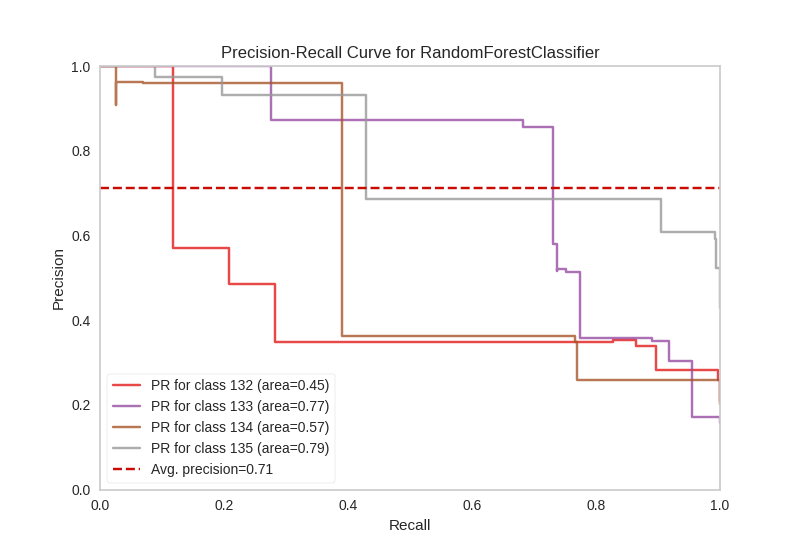 Precision-Recall Curve for RandomForestClassifier
1.0
0.8
0.6
0.4
0.2
0.0
Precision
PR for class 132 (area=0.45)
PR for class 133 (area=0.77)
PR for class 134 (area=0.57)
PR for class 135 (area=0.79)
Avg. precision=0.71
0.0 0.2 0.4 0.6 0.8 1.0
Recall